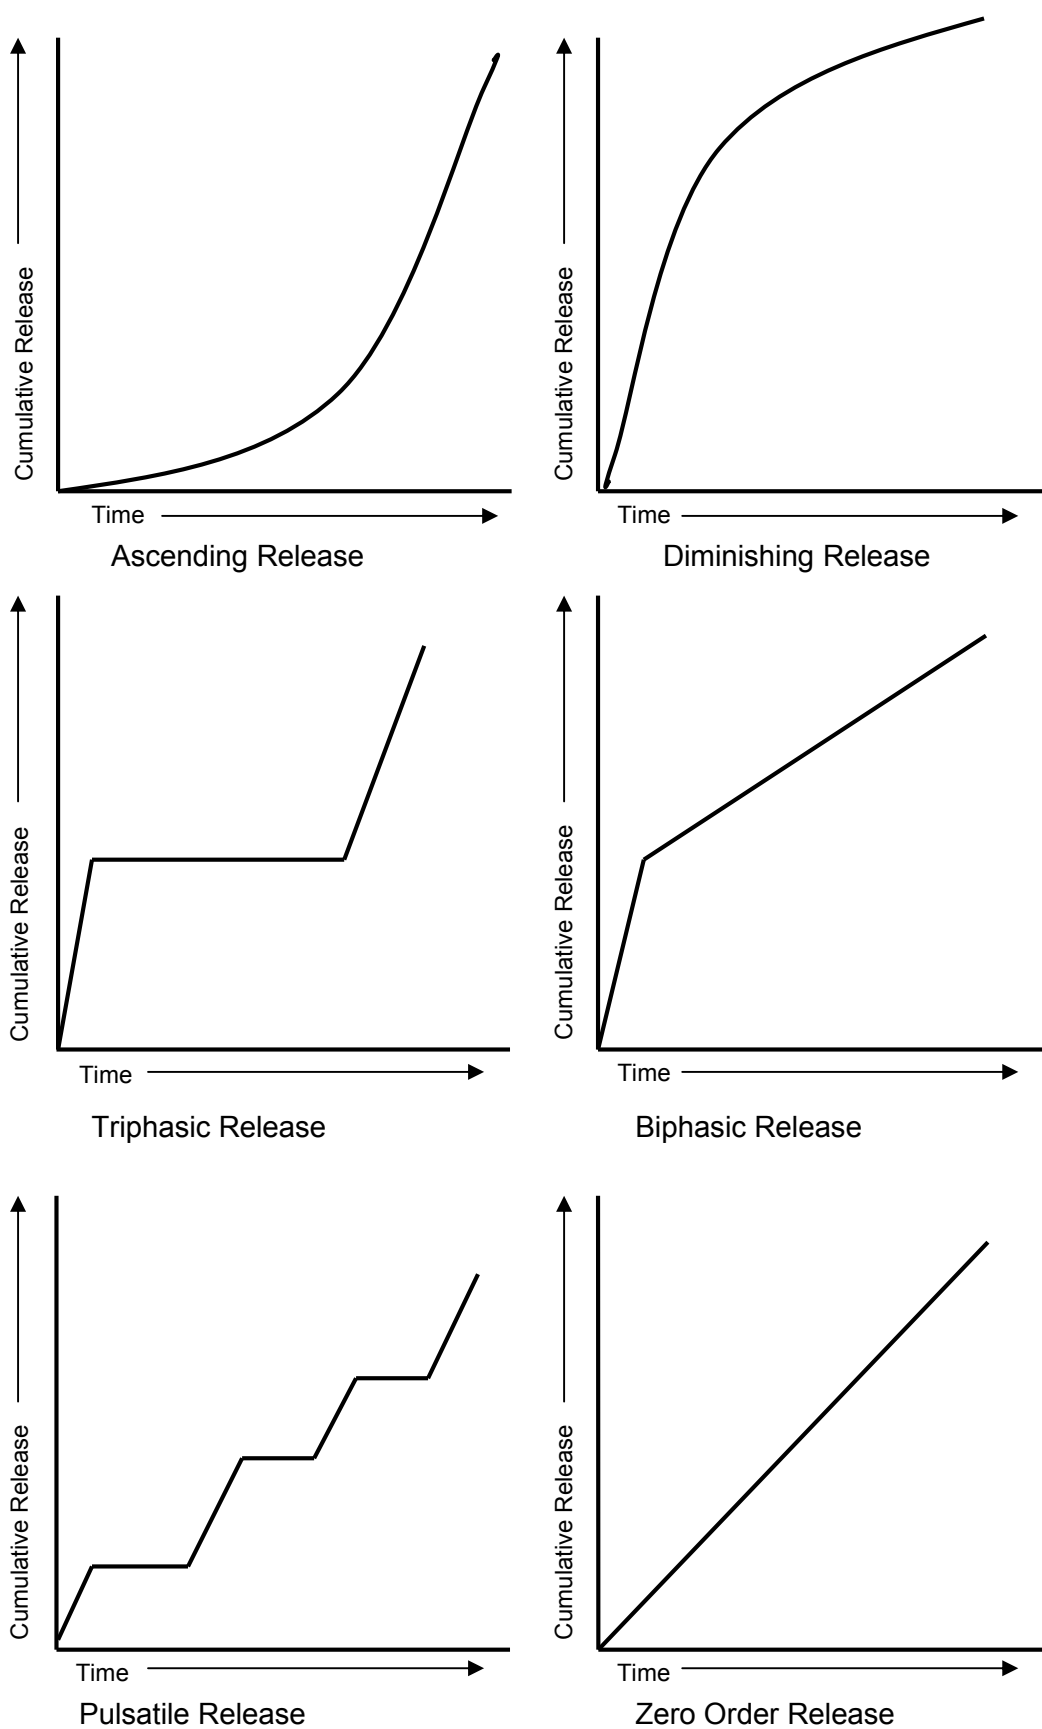 Cumulative Release
Time
Ascending Release
Cumulative Release
Time
Diminishing Release
Cumulative Release
Time
Triphasic Release
Cumulative Release
Time
Biphasic Release
Cumulative Release
Time
Pulsatile Release
Cumulative Release
Time
Zero Order Release